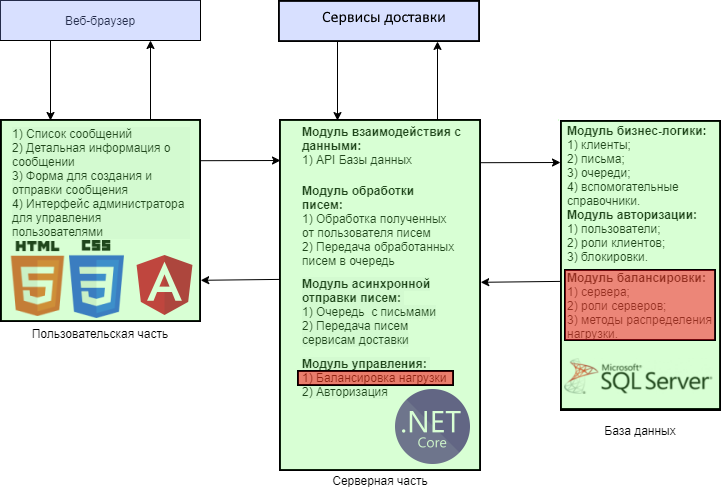 Веб-браузер
Сервисы доставки
1) Список сообщений
2) Детальная информация о
сообщении
3) Форма для создания и
отправки сообщения
4) Интерфейс администратора
для управления
пользователями
HTML CSS
5 3 A
Пользовательская часть
Модуль взаимодействия с
данными:
1) API Базы данных
Модуль обработки
писем:
1) Обработка полученных
от пользователя писем
2) Передача обработанных
писем в очередь
Модуль асинхронной
отправки писем:
1) Очередь с письмами
2) Передача писем
сервисам доставки
Модуль управления:
1) Балансировка нагрузки
2) Авторизация
.NET
Core
Серверная часть
Модуль бизнес-логики:
1) клиенты;
2) письма;
3) очереди;
4) вспомогательные
справочники.
Модуль авторизации:
1) пользователи;
2) роли клиентов;
3) блокировки.
Модуль балансировки:
1) сервера;
2) роли серверов;
3) методы распределения
нагрузки.
Microsoft®
SQL Server
База данных